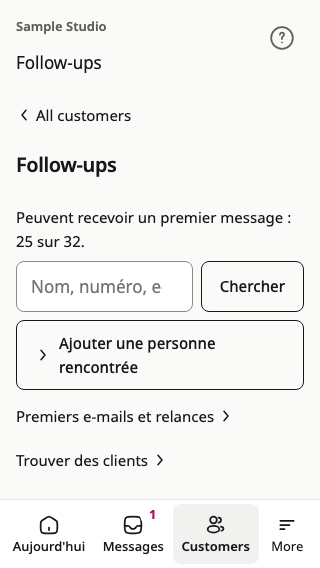 Sample Studio
Follow-ups
All customers
Follow-ups
Peuvent recevoir un premier message :
25 sur 32.
Nom, numéro, e
Chercher
Ajouter une personne
rencontrée
Premiers e-mails et relances
Trouver des clients
1
Aujourd'hui
Messages
Customers
More